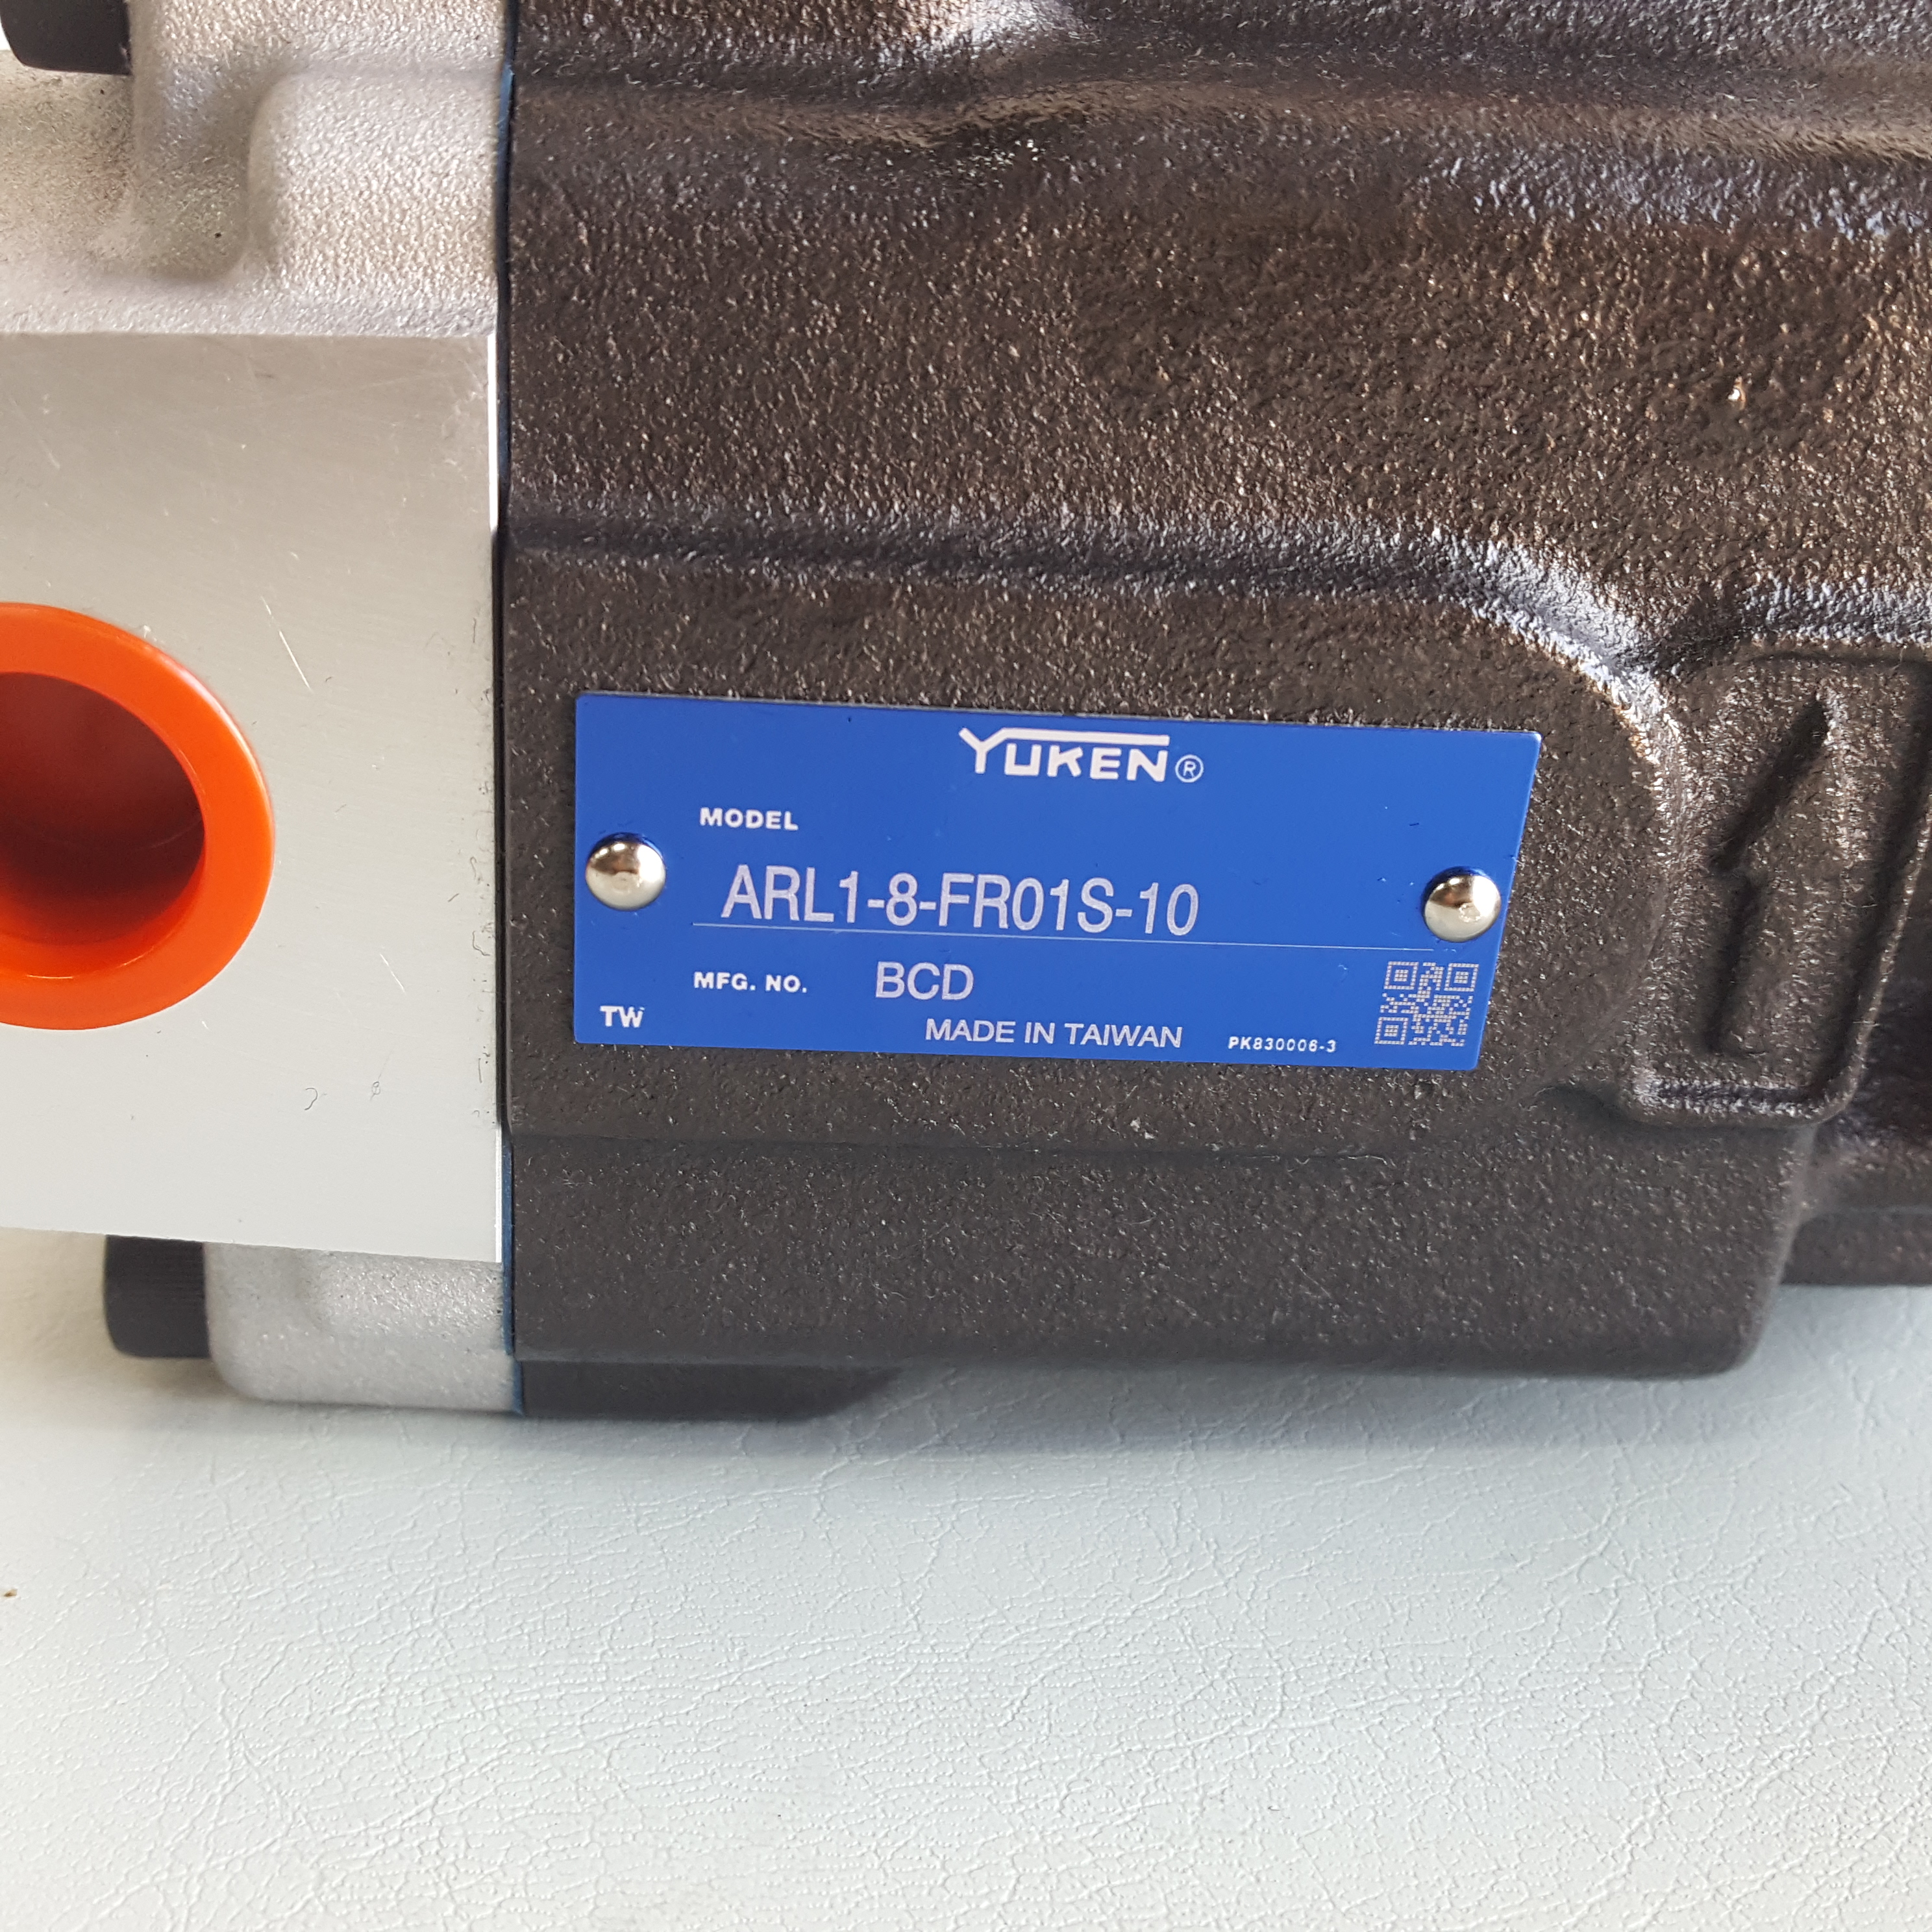 YUKEN®
MODEL
ARL1-8-FR01S-10
MFG. NO. BCD
TW MADE IN TAIWAN PK830006-3